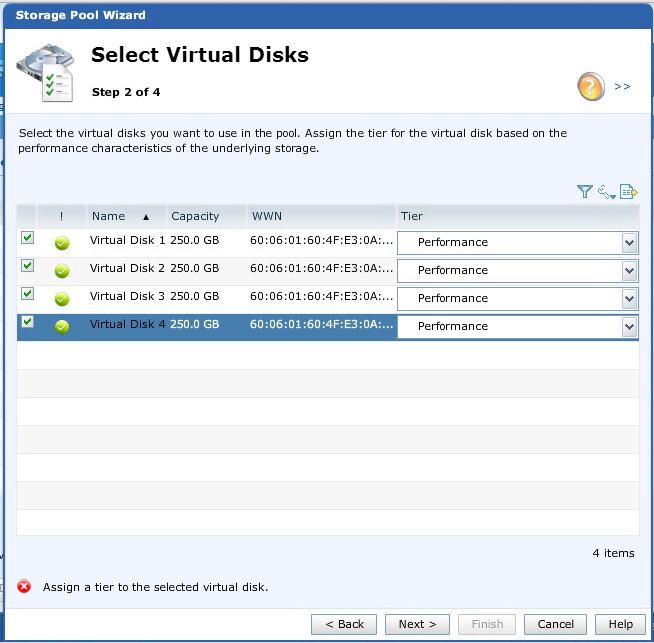 Storage Pool Wizard
Select Virtual Disks
Step 2 of 4
? >>
Select the virtual disks you want to use in the pool. Assign the tier for the virtual disk based on the
performance characteristics of the underlying storage.
! Name ▲ Capacity WWN Tier
Virtual Disk 1 250.0 GB 60:06:01:60:4F:E3:0A:... Performance
Virtual Disk 2 250.0 GB 60:06:01:60:4F:E3:0A:... Performance
Virtual Disk 3 250.0 GB 60:06:01:60:4F:E3:0A:... Performance
Virtual Disk 4 250.0 GB 60:06:01:60:4F:E3:0A:... Performance
4 items
Assign a tier to the selected virtual disk.
< Back Next > Finish Cancel Help